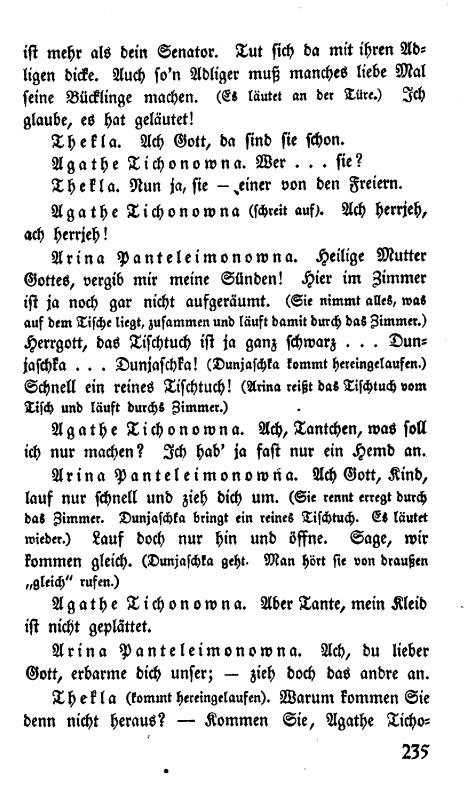 ist mehr als dein Senator. Tut sich da mit ihren Ad-
ligen dicke. Auch so'n Adliger muß manches liebe Mal
seine Bücklinge machen. (Es läutet an der Türe.) Ich
glaube, es hat geläutet!
Thekla. Ach Gott, da sind sie schon.
Agathe Tichonowna. Wer . . . sie?
Thekla. Nun ja, sie — einer von den Freiern.
Agathe Tichonowna (schreit auf). Ach herrjeh,
ach herrjeh!
Arina Panteleimonowna. Heilige Mutter
Gottes, vergib mir meine Sünden! Hier im Zimmer
ist ja noch gar nicht aufgeräumt. (Sie nimmt alles, was
auf dem Tische liegt, zusammen und läuft damit durch das Zimmer.)
Herrgott, das Tischtuch ist ja ganz schwarz . . . Dun-
jaschka . . . Dunjaschka! (Dunjaschka kommt hereingelaufen.)
Schnell ein reines Tischtuch! (Arina reißt das Tischtuch vom
Tisch und läuft durchs Zimmer.)
Agathe Tichonowna. Ach, Tantchen, was soll
ich nur machen? Ich hab' ja fast nur ein Hemd an.
Arina Panteleimonowna. Ach Gott, Kind,
lauf nur schnell und zieh dich um. (Sie rennt erregt durch
das Zimmer. Dunjaschka bringt ein reines Tischtuch. Es läutet
wieder.) Lauf doch nur hin und öffne. Sage, wir
kommen gleich. (Dunjaschka geht. Man hört sie von draußen
„gleich“ rufen.)
Agathe Tichonowna. Aber Tante, mein Kleid
ist nicht geplättet.
Arina Panteleimonowna. Ach, du lieber
Gott, erbarme dich unser; — zieh doch das andre an.
Thekla (kommt hereingelaufen). Warum kommen Sie
denn nicht heraus? — Kommen Sie, Agathe Ticho-
235